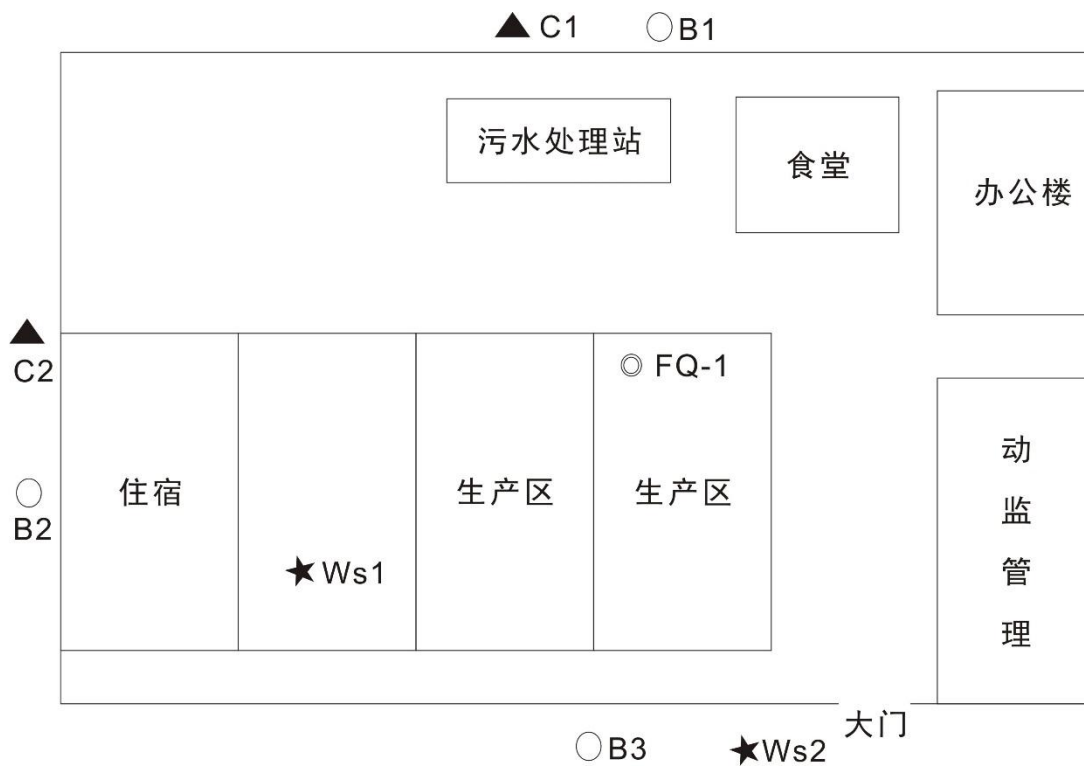 ▲ C1
B1
污水处理站
食堂
办公楼
C2
FQ-1
住宿
生产区
生产区
动监管理
B2
★Ws1
大门
B3
★Ws2